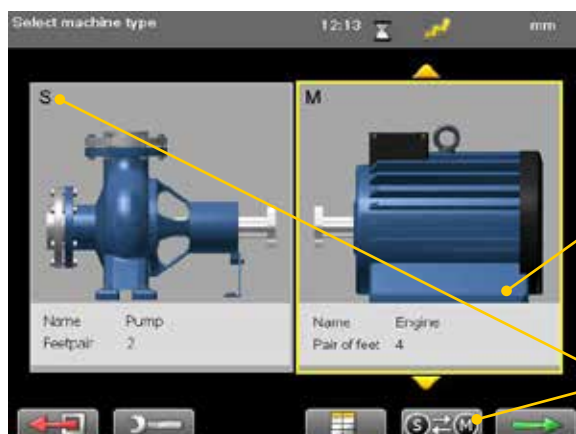 Select machine type 12:13 mm
S M
Name Pump Name Engine
Feetpair 2 Pair of feet 4
S M